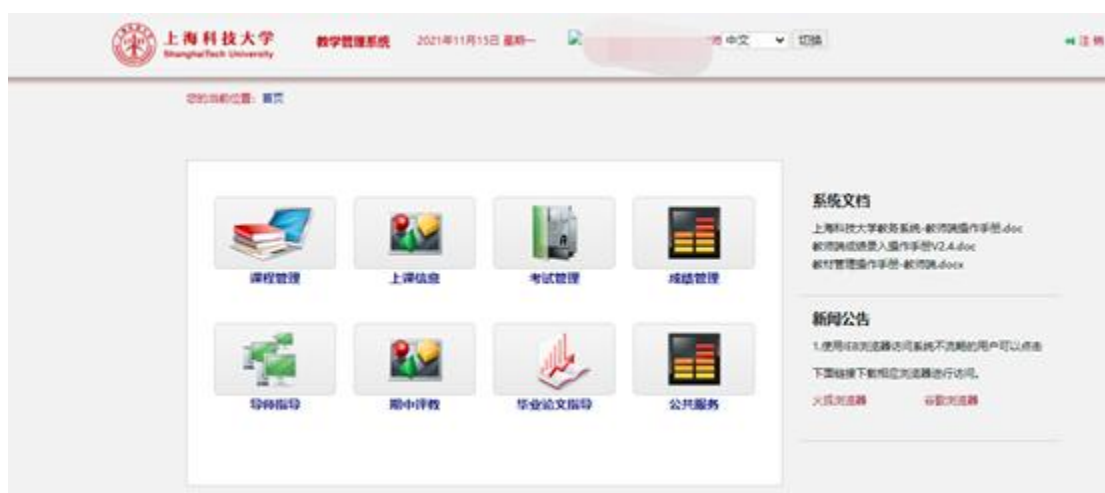 上海科技大学
ShanghaiTech University
教学管理系统 2021年11月15日 星期一 中文 切换 注销
您的当前位置：首页
课程管理 上课信息 考试管理 成绩管理
导师指导 期中评教 毕业论文指导 公共服务
系统文档
上海科技大学教务系统-教师端操作手册.doc
教师端成绩录入操作手册V2.4.doc
教材管理操作手册-教师端.docx
新闻公告
1.使用IE8浏览器访问系统不流畅的用户可以点击
下面链接下载相应浏览器进行访问。
火狐浏览器 谷歌浏览器